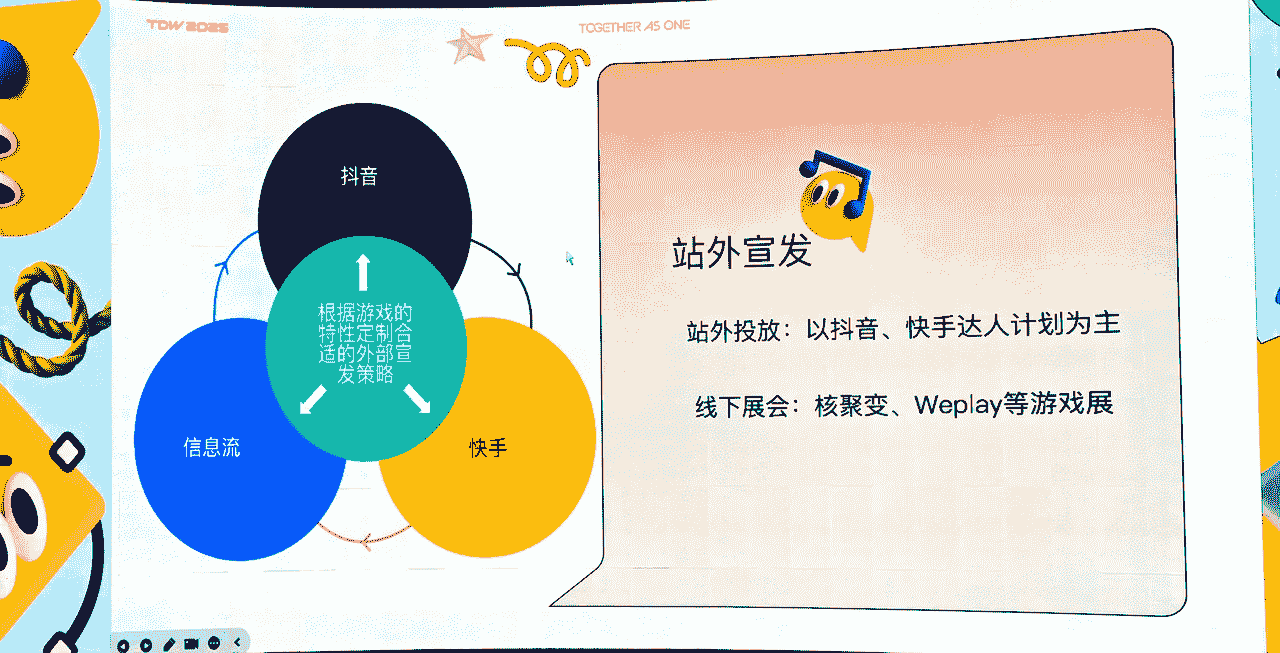 TDW 2025
TOGETHER AS ONE
抖音
根据游戏的
特性定制合
适的外部宣
发策略
信息流
快手
站外宣发
站外投放：以抖音、快手达人计划为主
线下展会：核聚变、Weplay等游戏展